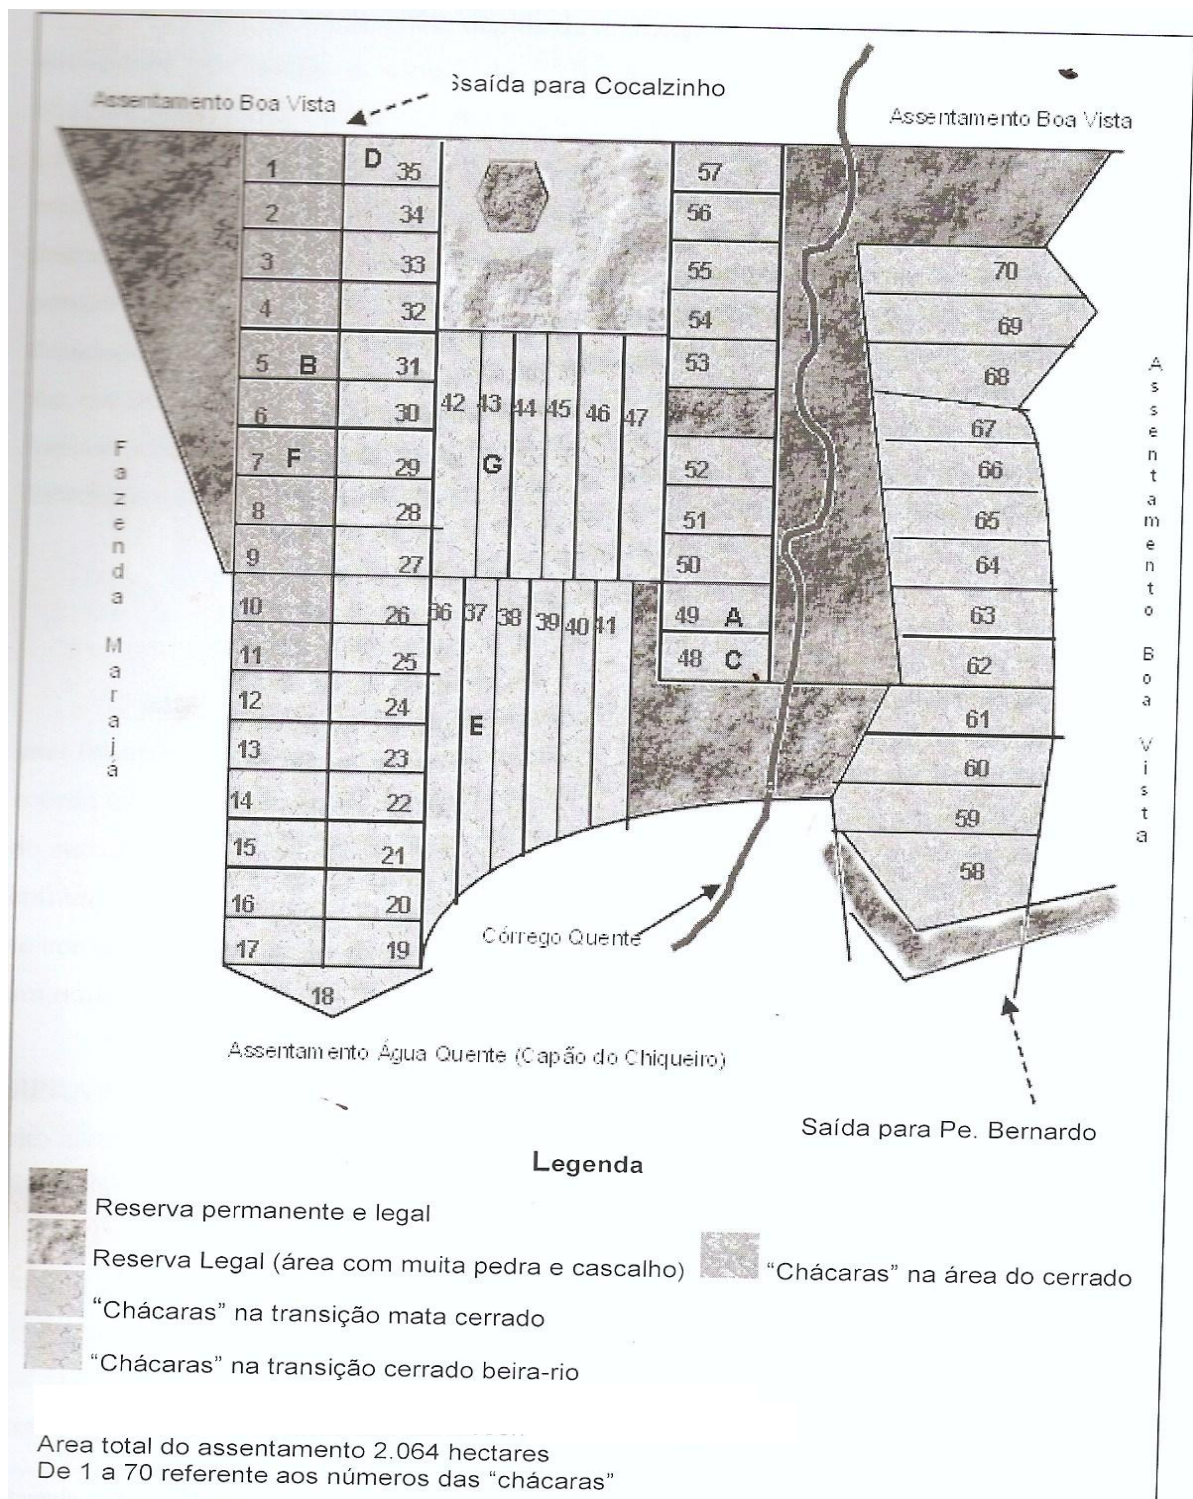 Ssaída para Cocalzinho
Assentamento Boa Vista
Assentamento Boa Vista
1 D 35 57
2 34 56
3 33 55 70
4 32 54 69
5 B 31 53 68
6 30 42 43 44 45 46 47 67
7 F 29 G 52 66
8 28 51 65
9 27 50 64
10 26 36 37 38 39 40 41 49 A 63
11 25 48 C 62
12 24 E 61
13 23 60
14 22 59
15 21 58
16 20
17 19
18
Fazenda Marajá
Assentamento Boa Vista
Córrego Quente
Assentamento Água Quente (Capão do Chiqueiro)
Saída para Pe. Bernardo
Legenda
Reserva permanente e legal
Reserva Legal (área com muita pedra e cascalho)
“Chácaras” na área do cerrado
“Chácaras” na transição mata cerrado
“Chácaras” na transição cerrado beira-rio
Area total do assentamento 2.064 hectares
De 1 a 70 referente aos números das “chácaras”